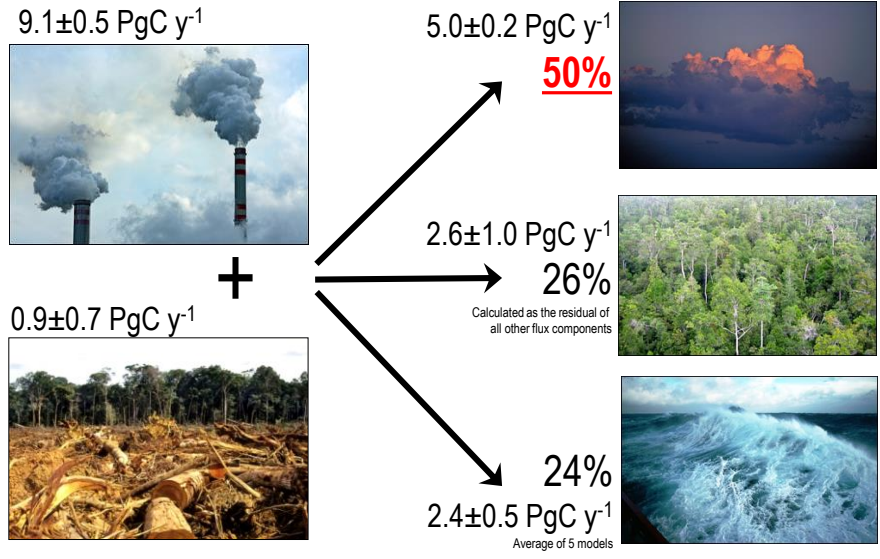 9.1±0.5 PgC y-1
5.0±0.2 PgC y-1
50%
+
2.6±1.0 PgC y-1
26%
Calculated as the residual of
all other flux components
0.9±0.7 PgC y-1
24%
2.4±0.5 PgC y-1
Average of 5 models